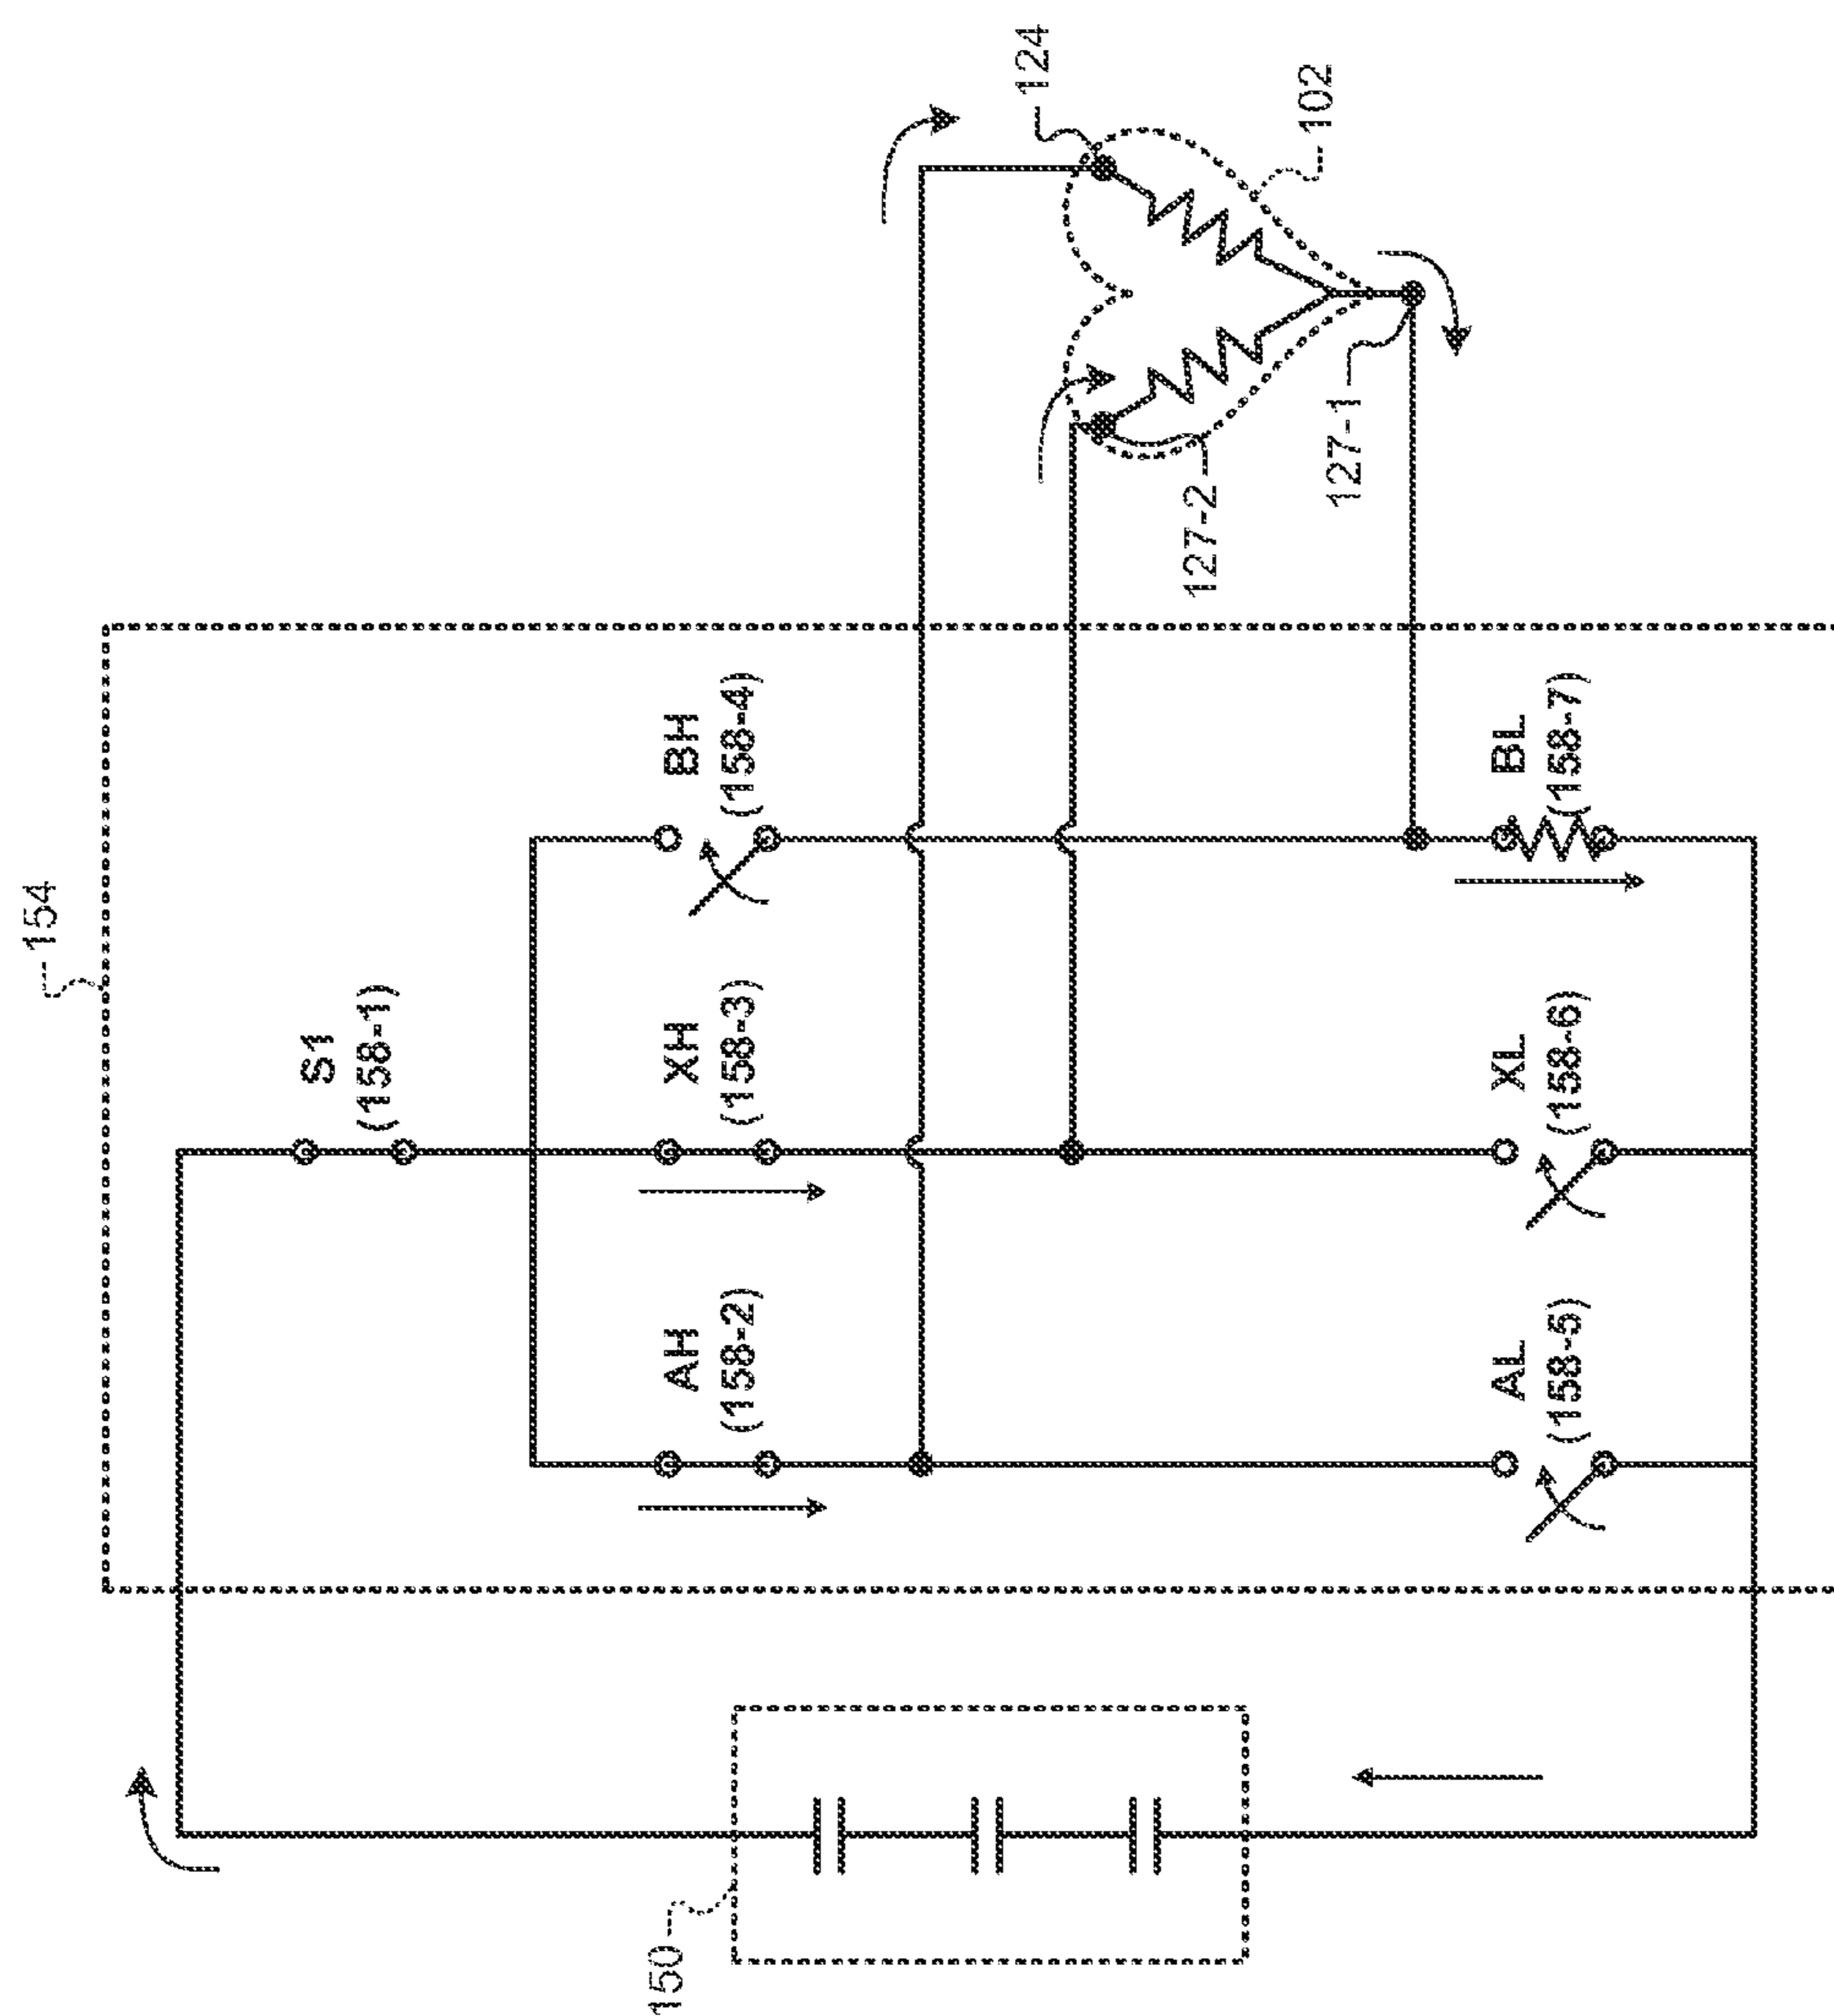 154
S1
(158-1)
AH
(158-2)
XH
(158-3)
BH
(158-4)
124
102
150
127-2
127-1
AL
(158-5)
XL
(158-6)
BL
(158-7)